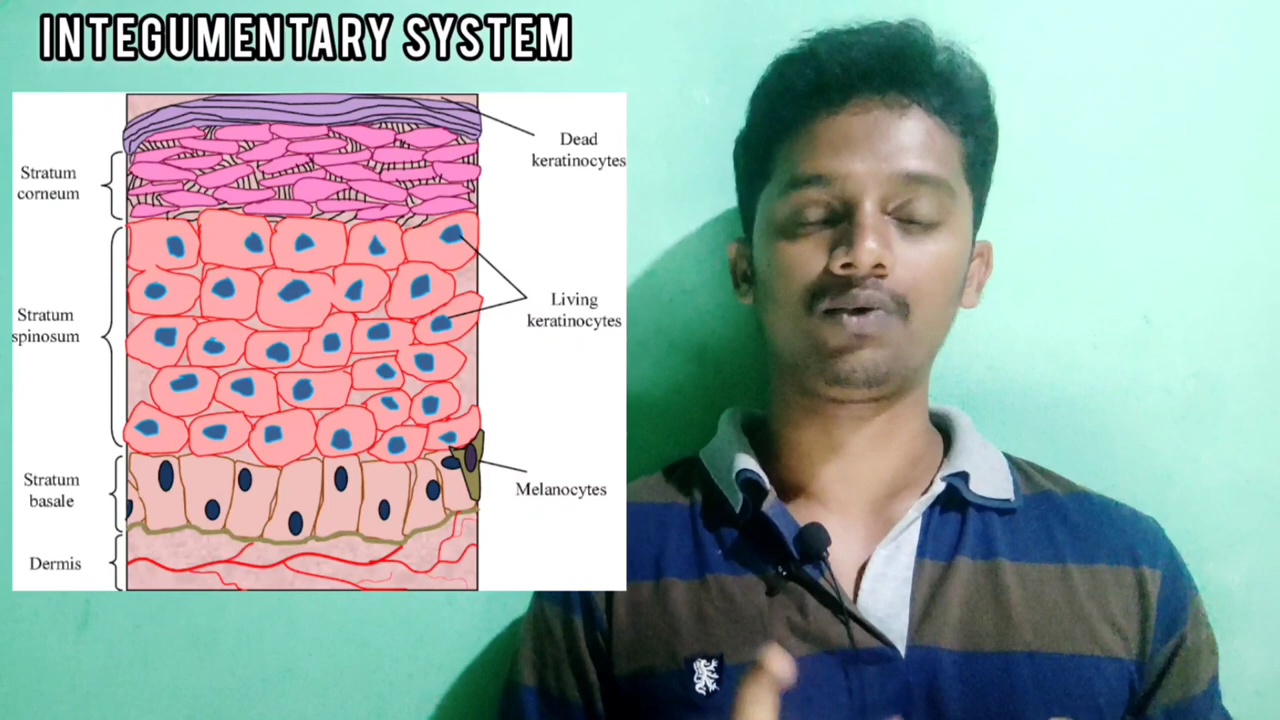 INTEGUMENTARY SYSTEM
Dead
keratinocytes
Stratum
corneum
Living
keratinocytes
Stratum
spinosum
Stratum
basale
Melanocytes
Dermis